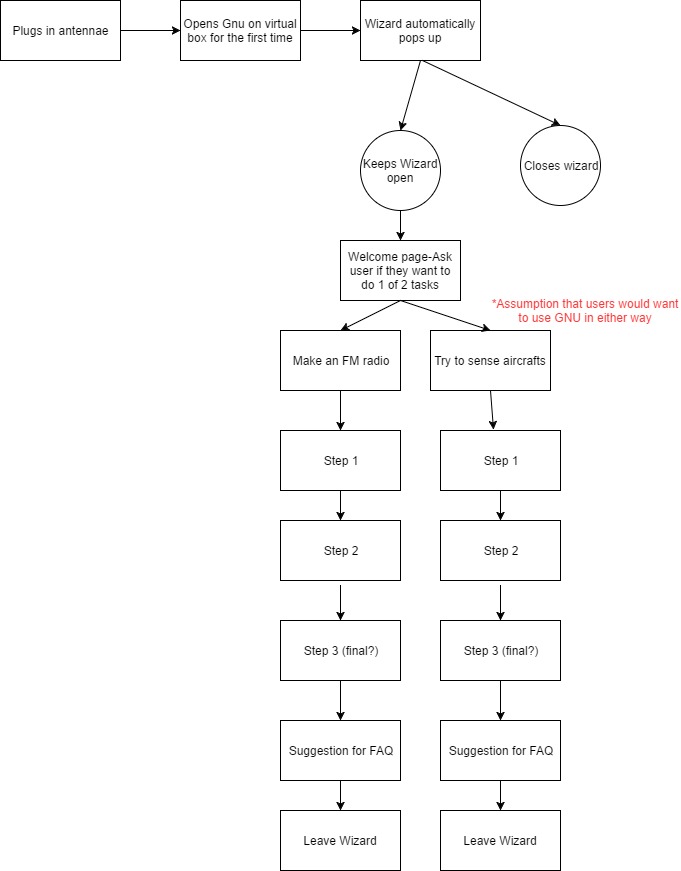 Plugs in antennae
Opens Gnu on virtual
box for the first time
Wizard automatically
pops up
Keeps Wizard
open
Closes wizard
Welcome page-Ask
user if they want to
do 1 of 2 tasks
*Assumption that users would want
to use GNU in either way
Make an FM radio
Try to sense aircrafts
Step 1
Step 1
Step 2
Step 2
Step 3 (final?)
Step 3 (final?)
Suggestion for FAQ
Suggestion for FAQ
Leave Wizard
Leave Wizard